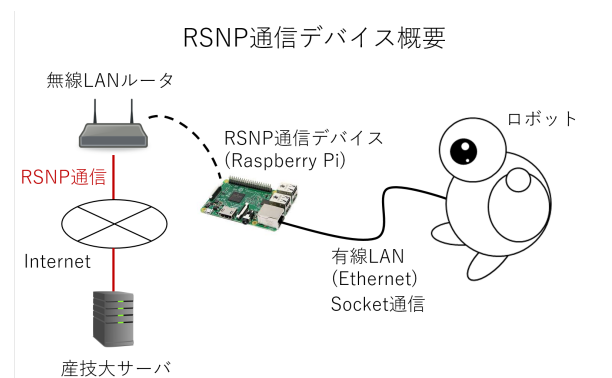 RSNP通信デバイス概要
無線LANルータ
ロボット
RSNP通信デバイス
(Raspberry Pi)
RSNP通信
有線LAN
(Ethernet)
Socket通信
Internet
産技大サーバ